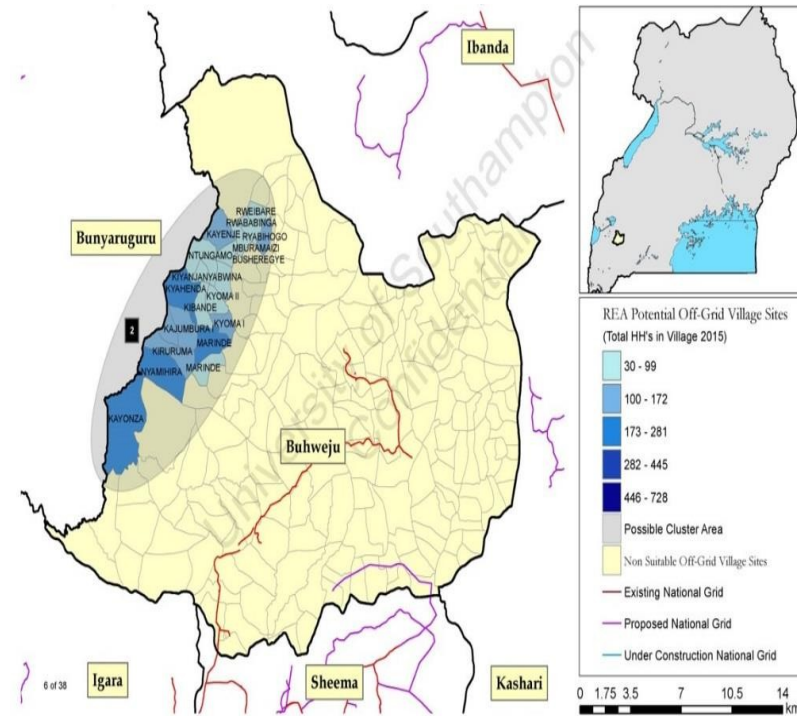 Ibanda
Bunyaruguru
RWEIBARE
RWABABINGA
KAYENJE
RYABIHOGO
MBURAMAIZI
NTUNGAMO
BUSHEREGYE
KIYANJANYABWINA
KYAHENDA
KYOMA II
KIBANDE
KAJUMBURA I
KYOMA I
MARINDE
KIRURUMA
MARINDE
NYAMIHIRA
KAYONZA
2
Buhweju
University of Southampton
Confidential
Igara
6 of 38
Sheema
Kashari
REA Potential Off-Grid Village Sites
(Total HH's in Village 2015)
30 - 99
100 - 172
173 - 281
282 - 445
446 - 728
Possible Cluster Area
Non Suitable Off-Grid Village Sites
Existing National Grid
Proposed National Grid
Under Construction National Grid
0 1.75 3.5 7 10.5 14
km